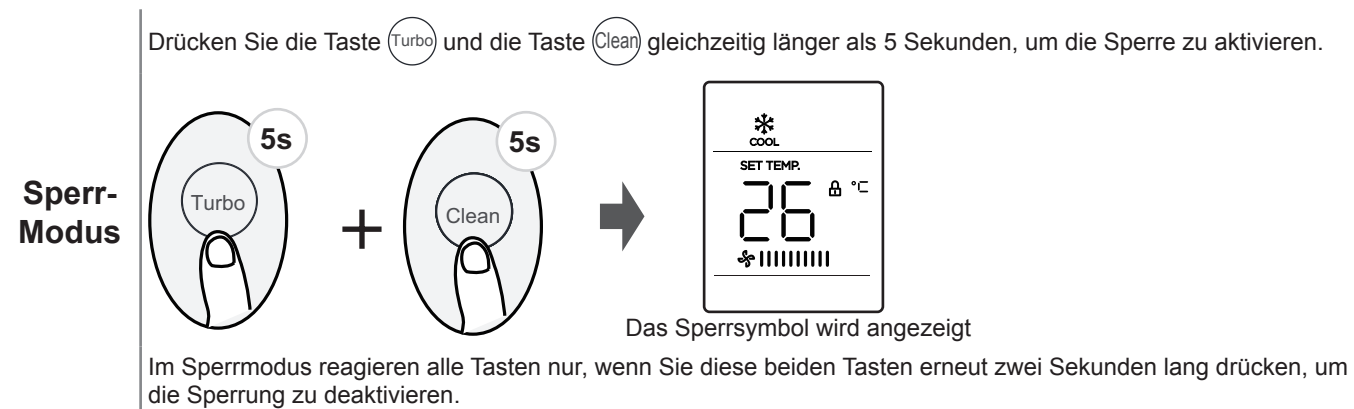 Drücken Sie die Taste Turbo und die Taste Clean gleichzeitig länger als 5 Sekunden, um die Sperre zu aktivieren.
Sperr-
Modus
5s
Turbo
+
5s
Clean
COOL
SET TEMP.
26 °C
Das Sperrsymbol wird angezeigt
Im Sperrmodus reagieren alle Tasten nur, wenn Sie diese beiden Tasten erneut zwei Sekunden lang drücken, um
die Sperrung zu deaktivieren.